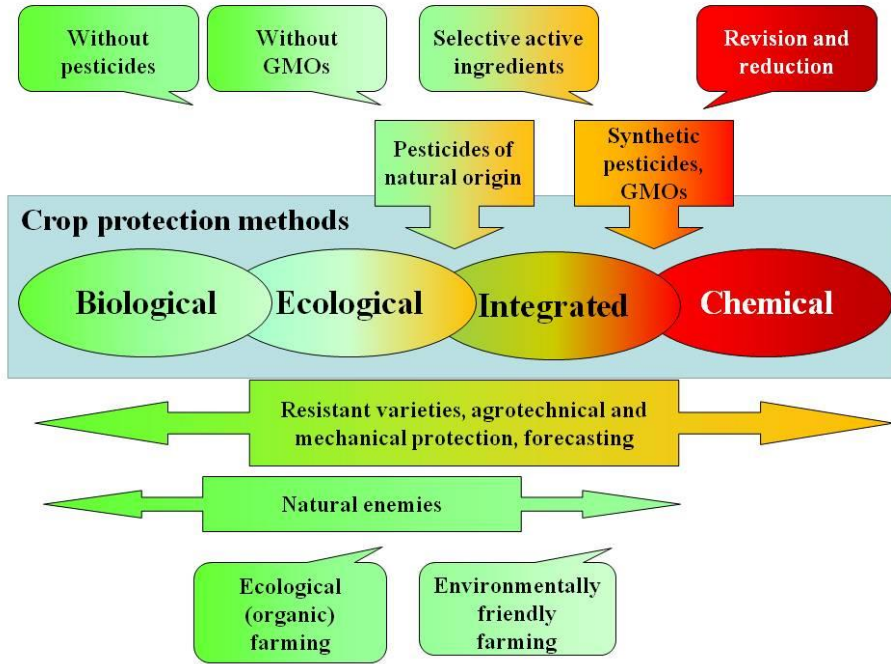 Without
pesticides
Without
GMOs
Selective active
ingredients
Revision and
reduction
Pesticides of
natural origin
Synthetic
pesticides,
GMOs
Crop protection methods
Biological
Ecological
Integrated
Chemical
Resistant varieties, agrotechnical and
mechanical protection, forecasting
Natural enemies
Ecological
(organic)
farming
Environmentally
friendly
farming